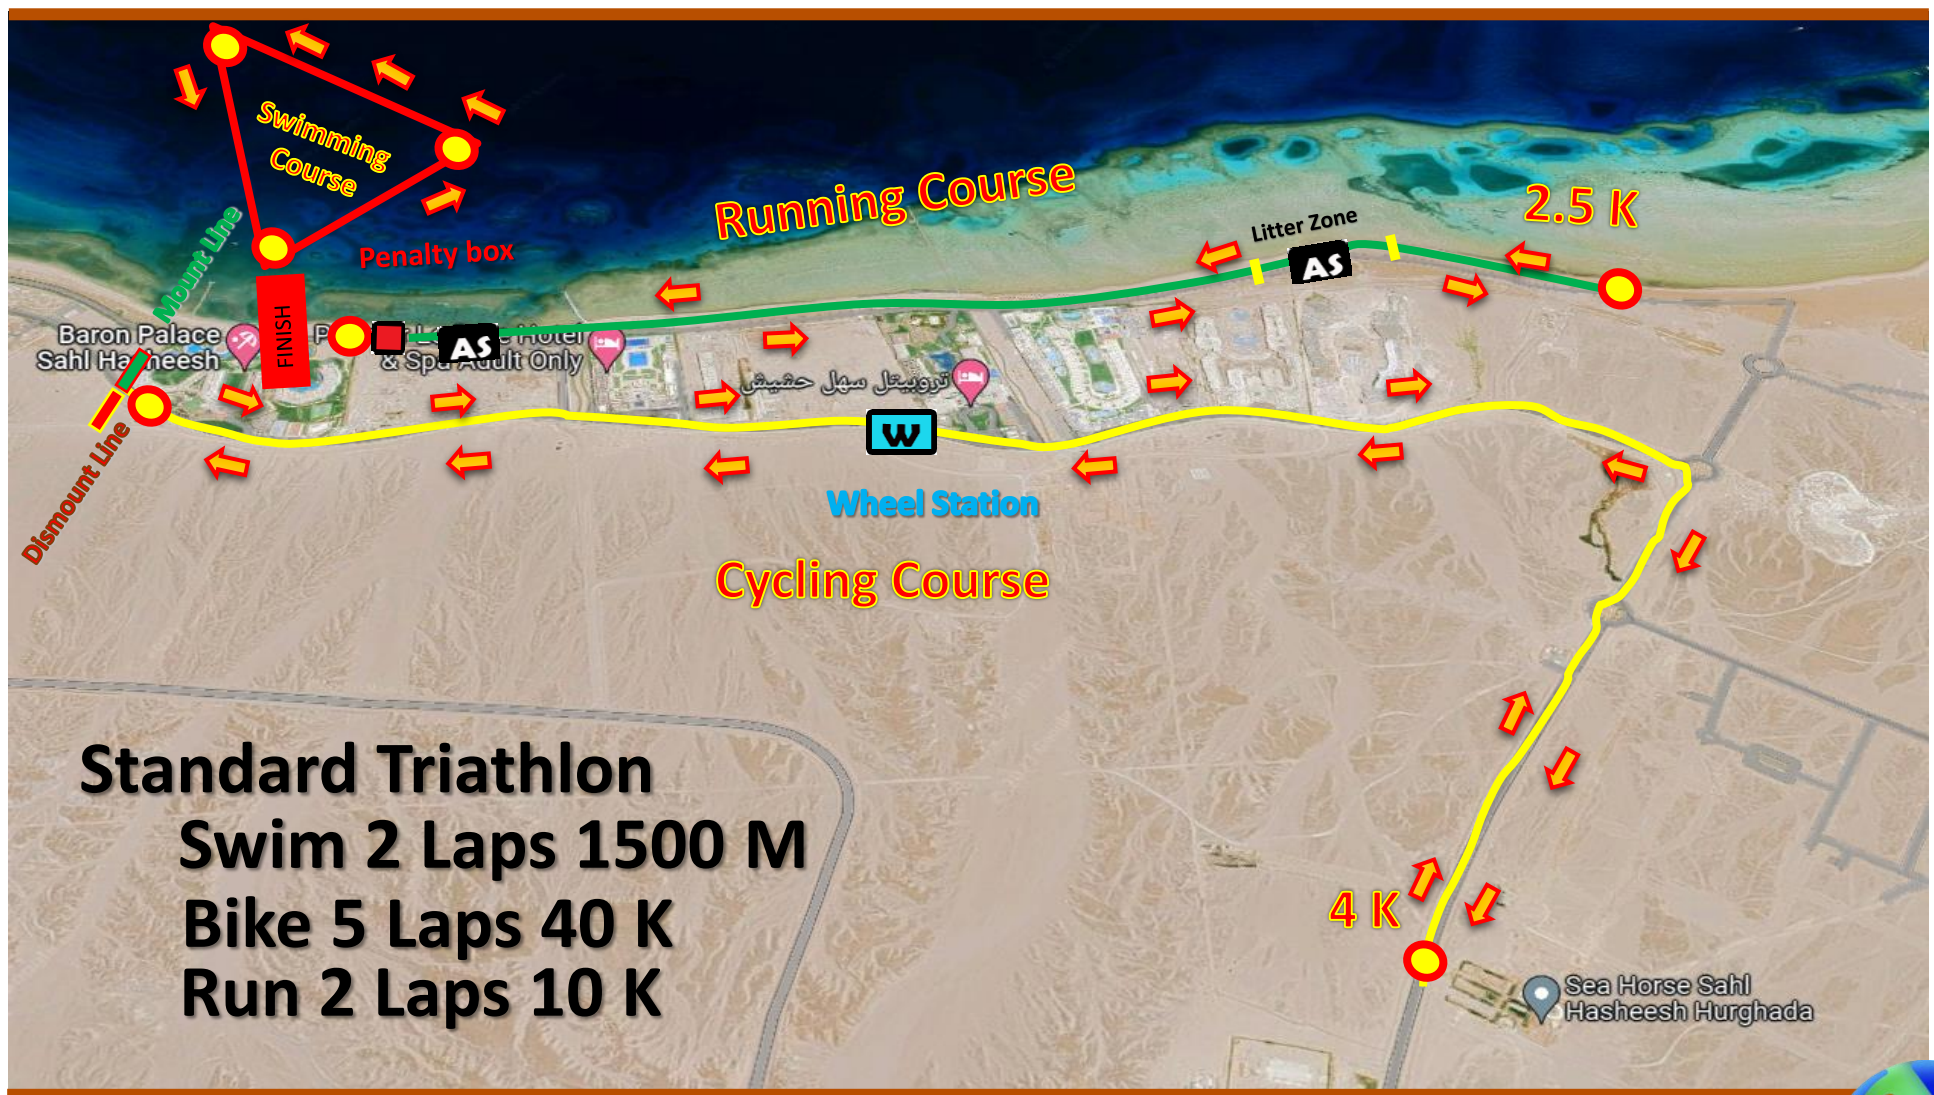 Swimming
Course
Running Course
2.5 K
Litter Zone
AS
Mount Line
Penalty box
FINISH
Baron Palace
Sahl Hasheesh
AS
Hotel
& Spa Adult Only
تروبيتل سهل حشيش
W
Wheel Station
Dismount Line
Cycling Course
Standard Triathlon
Swim 2 Laps 1500 M
Bike 5 Laps 40 K
Run 2 Laps 10 K
4 K
Sea Horse Sahl
Hasheesh Hurghada